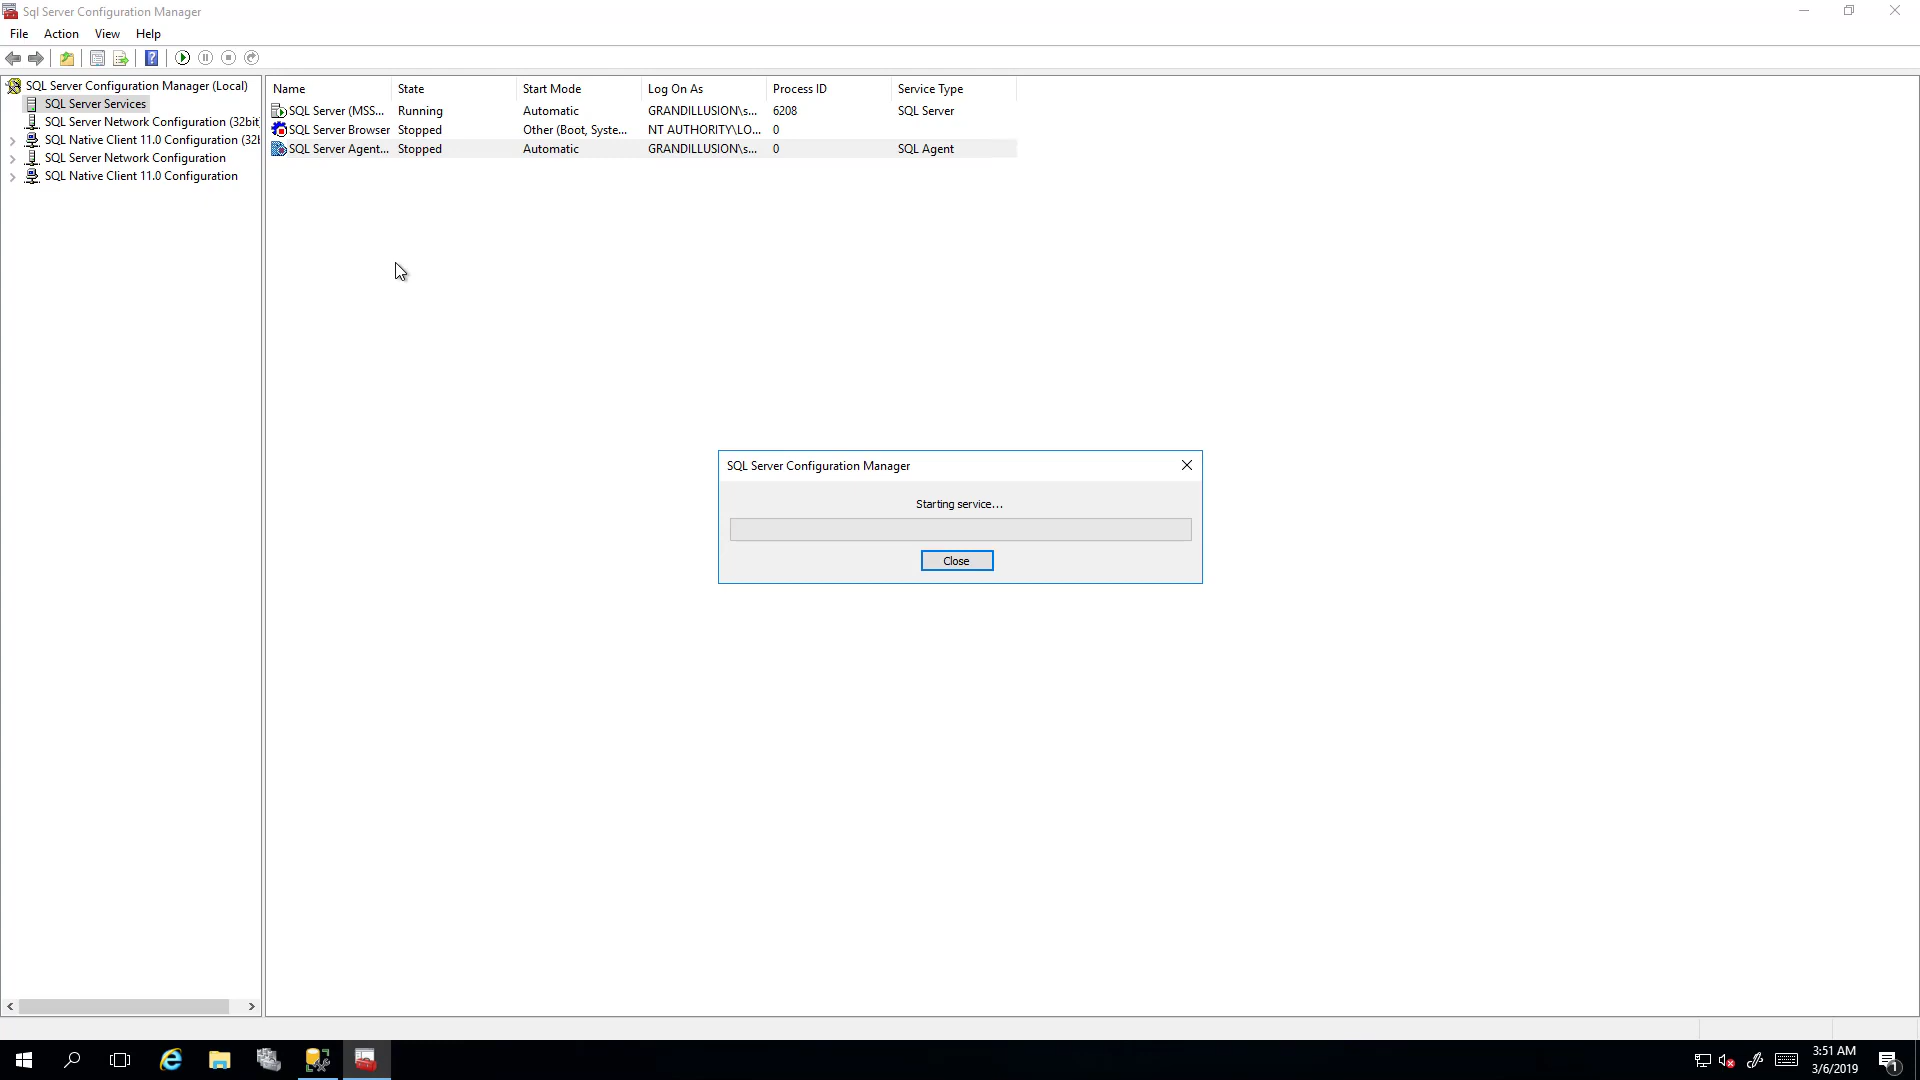 Sql Server Configuration Manager
File Action View Help
SQL Server Configuration Manager (Local)
SQL Server Services
SQL Server Network Configuration (32bit
SQL Native Client 11.0 Configuration (32b
SQL Server Network Configuration
SQL Native Client 11.0 Configuration
Name State Start Mode Log On As Process ID Service Type
SQL Server (MSS... Running Automatic GRANDILLUSION\s... 6208 SQL Server
SQL Server Browser Stopped Other (Boot, Syste... NT AUTHORITY\LO... 0
SQL Server Agent... Stopped Automatic GRANDILLUSION\s... 0 SQL Agent
SQL Server Configuration Manager
Starting service...
Close
3:51 AM
3/6/2019
1